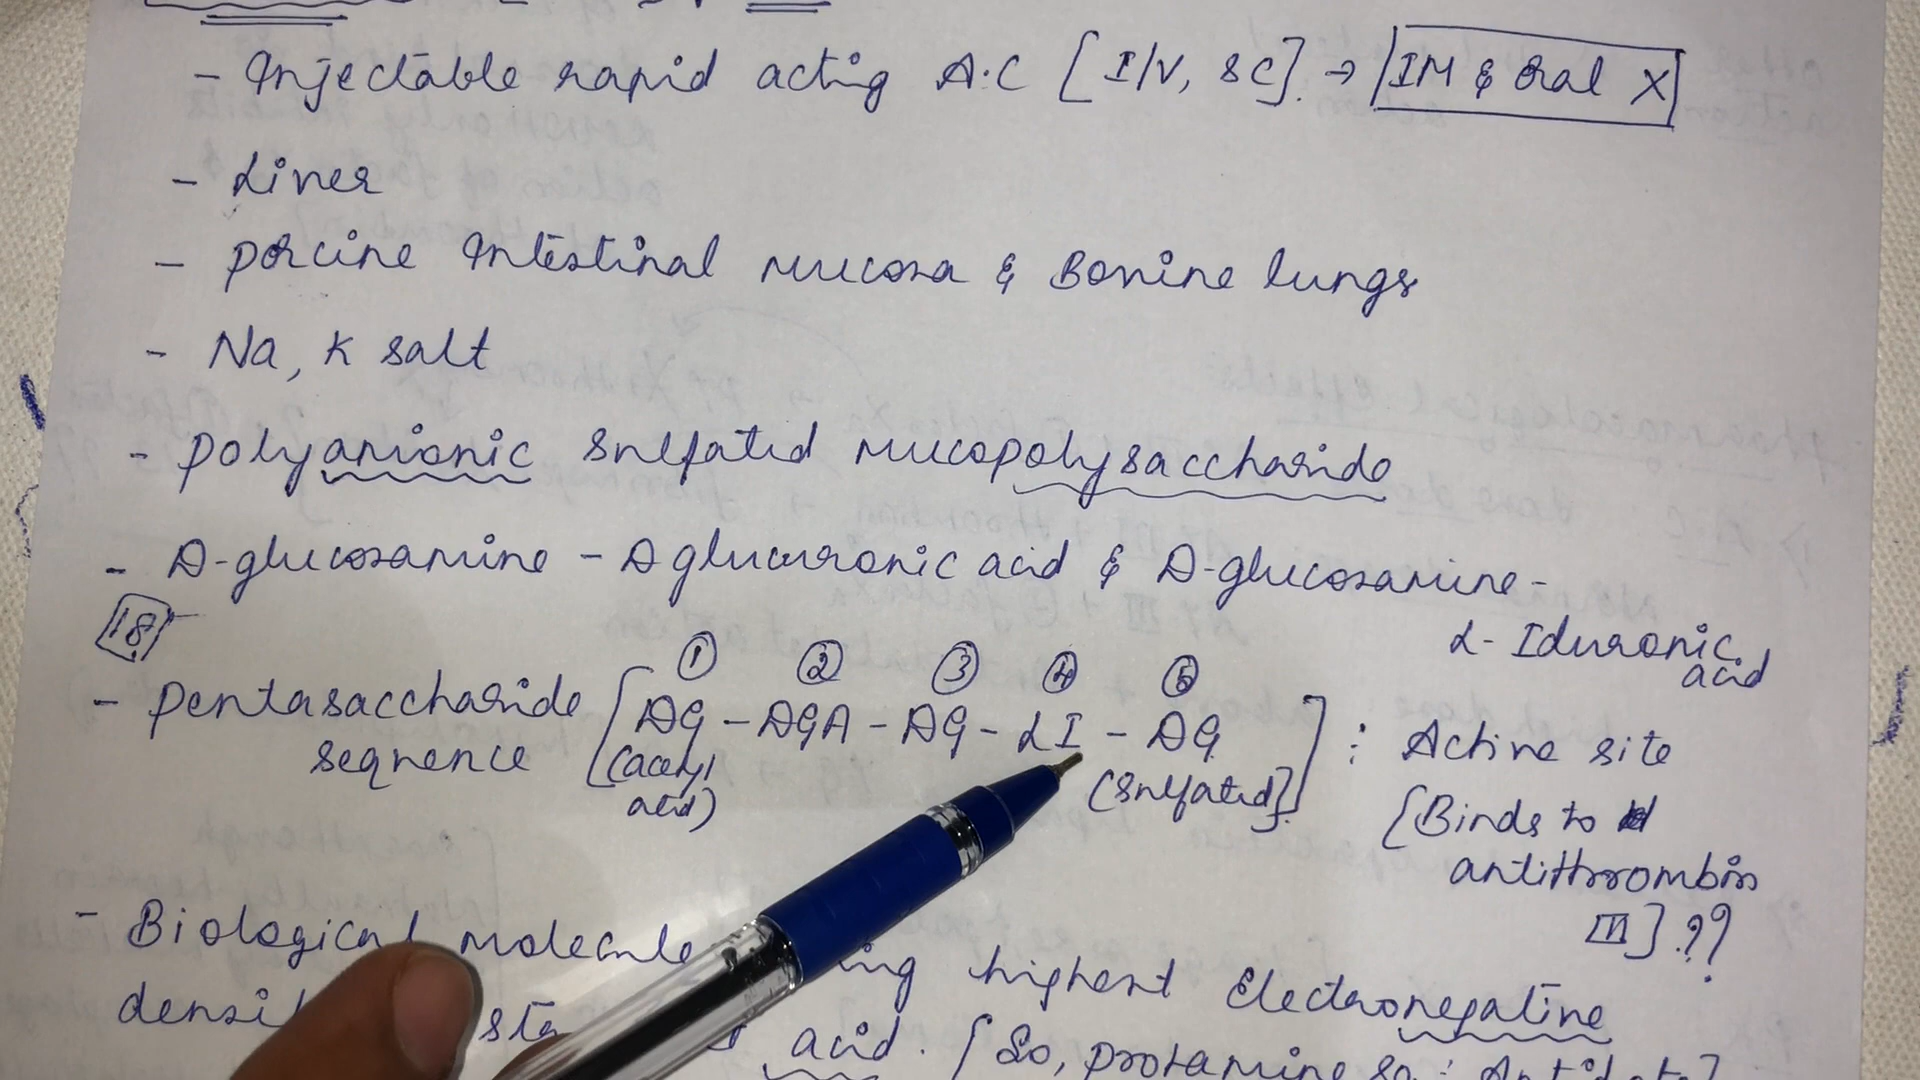 - Injectable rapid acting A.C [I/V, SC] → IM & Oral X
- Liver
- Porcine Intestinal Mucosa & Bovine lungs
- Na, K salt
- Polyanionic Sulfated Mucopolysaccharide
- D-glucosamine - D glucuronic acid & D-glucosamine-
L- Iduronic acid
18
① ② ③ ④ ⑤
- Pentasaccharide [DG - DGA - DG - LI - DG] : Active site
sequence (acetyl acid) (Sulfated)
[Binds to
antithrombin
III] ??
- Biological molecule highest Electronegative
acid. [So, protamine so : Antidote]